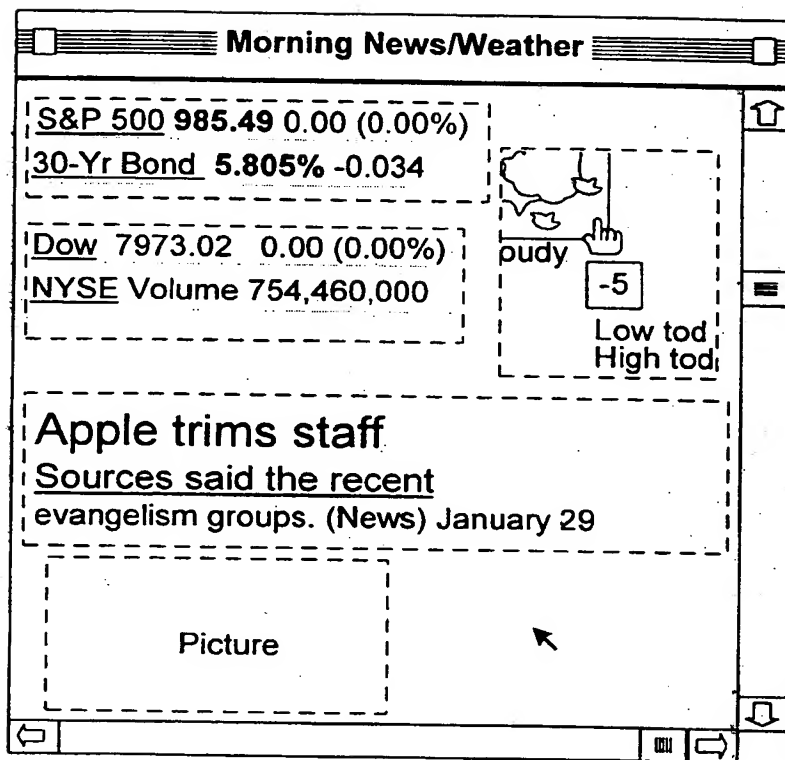 Morning News/Weather
S&P 500 985.49 0.00 (0.00%)
30-Yr Bond 5.805% -0.034
Dow 7973.02 0.00 (0.00%)
NYSE Volume 754,460,000
oudy
-5
Low tod
High tod
Apple trims staff
Sources said the recent
evangelism groups. (News) January 29
Picture